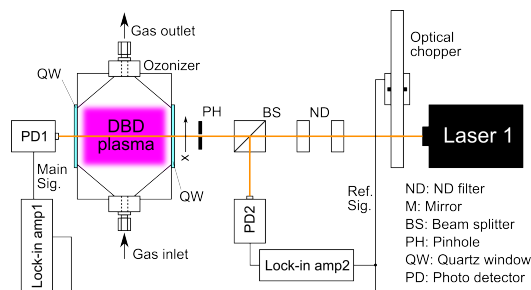 Gas outlet
Optical
chopper
Ozonizer
QW
PH
BS
ND
DBD
plasma
PD1
x
Laser 1
Main
Sig.
QW
PD2
Ref.
Sig.
ND: ND filter
M: Mirror
BS: Beam splitter
PH: Pinhole
QW: Quartz window
PD: Photo detector
Lock-in amp1
Gas inlet
Lock-in amp2